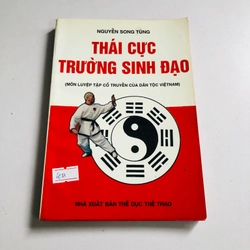 NGUYỄN SONG TÙNG
THÁI CỰC
TRƯỜNG SINH ĐẠO
(MÔN LUYỆP TẬP CỔ TRUYỀN CỦA DÂN TỘC VIỆTNAM)
NHÀ XUẤT BẢN THỂ DỤC THỂ THAO